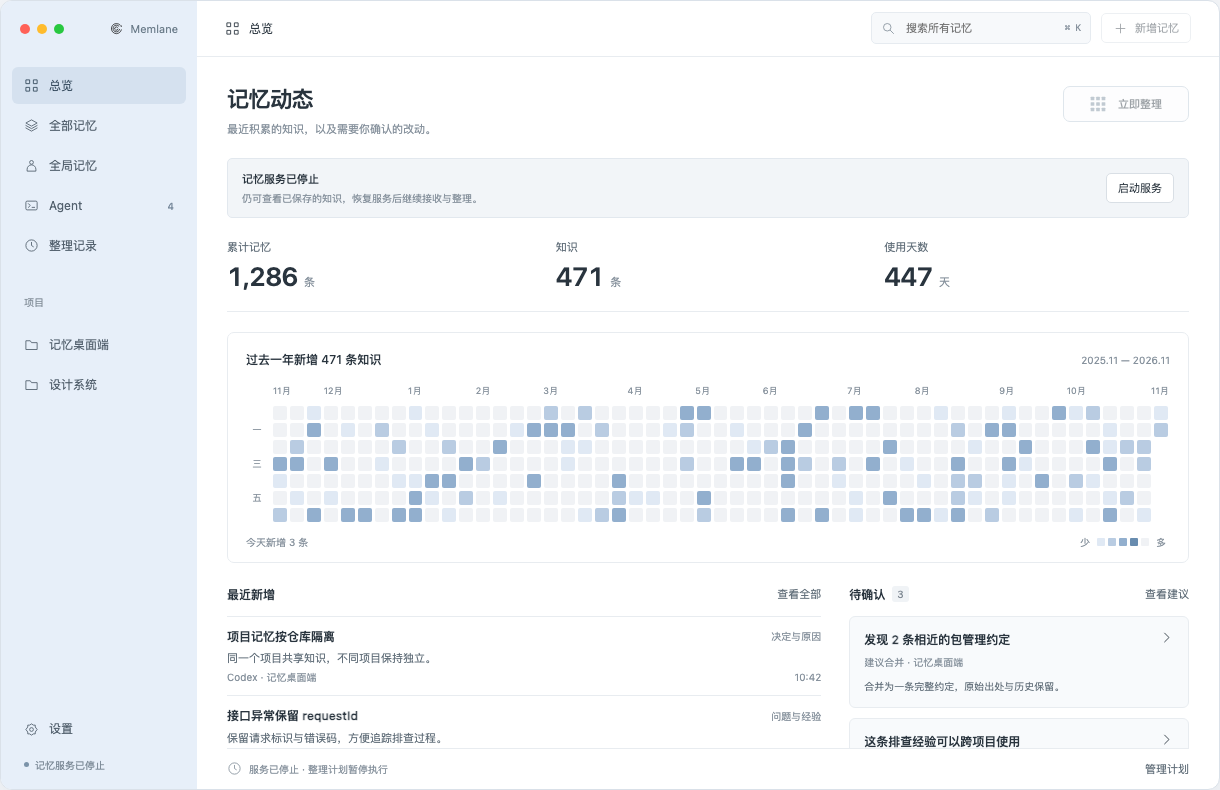 Memlane
总览
全部记忆
全局记忆
Agent 4
整理记录
项目
记忆桌面端
设计系统
设置
记忆服务已停止
总览
搜索所有记忆 ⌘ K
新增记忆
记忆动态
最近积累的知识，以及需要你确认的改动。
立即整理
记忆服务已停止
仍可查看已保存的知识，恢复服务后继续接收与整理。
启动服务
累计记忆
1,286 条
知识
471 条
使用天数
447 天
过去一年新增 471 条知识
2025.11 — 2026.11
11月 12月 1月 2月 3月 4月 5月 6月 7月 8月 9月 10月 11月
一
三
五
今天新增 3 条
少 多
最近新增
查看全部
项目记忆按仓库隔离
决定与原因
同一个项目共享知识，不同项目保持独立。
Codex · 记忆桌面端
10:42
接口异常保留 requestId
问题与经验
保留请求标识与错误码，方便追踪排查过程。
待确认 3
查看建议
发现 2 条相近的包管理约定
建议合并 · 记忆桌面端
合并为一条完整约定，原始出处与历史保留。
这条排查经验可以跨项目使用
服务已停止 · 整理计划暂停执行
管理计划